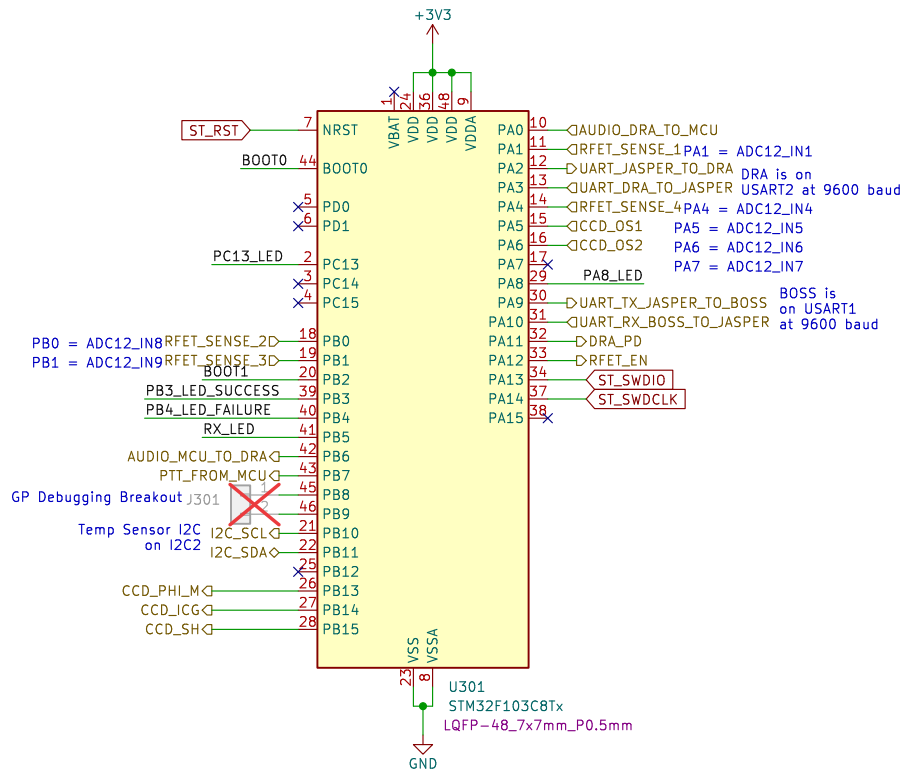 +3V3
1 VBAT
24 VDD
36 VDD
48 VDD
9 VDDA
ST_RST 7 NRST
BOOT0 44 BOOT0
5 PD0
6 PD1
PC13_LED 2 PC13
3 PC14
4 PC15
PB0 = ADC12_IN8 RFET_SENSE_2 18 PB0
PB1 = ADC12_IN9 RFET_SENSE_3 19 PB1
BOOT1 20 PB2
PB3_LED_SUCCESS 39 PB3
PB4_LED_FAILURE 40 PB4
RX_LED 41 PB5
AUDIO_MCU_TO_DRA 42 PB6
PTT_FROM_MCU 43 PB7
GP Debugging Breakout J301 1 45 PB8
2 46 PB9
Temp Sensor I2C
on I2C2
I2C_SCL 21 PB10
I2C_SDA 22 PB11
25 PB12
CCD_PHI_M 26 PB13
CCD_ICG 27 PB14
CCD_SH 28 PB15
PA0 10 AUDIO_DRA_TO_MCU
PA1 11 RFET_SENSE_1 PA1 = ADC12_IN1
PA2 12 UART_JASPER_TO_DRA
PA3 13 UART_DRA_TO_JASPER
DRA is on
USART2 at 9600 baud
PA4 14 RFET_SENSE_4 PA4 = ADC12_IN4
PA5 15 CCD_OS1 PA5 = ADC12_IN5
PA6 16 CCD_OS2 PA6 = ADC12_IN6
PA7 17 PA7 = ADC12_IN7
PA8 29 PA8_LED
PA9 30 UART_TX_JASPER_TO_BOSS
PA10 31 UART_RX_BOSS_TO_JASPER
BOSS is
on USART1
at 9600 baud
PA11 32 DRA_PD
PA12 33 RFET_EN
PA13 34 ST_SWDIO
PA14 37 ST_SWDCLK
PA15 38
23 VSS
8 VSSA
U301
STM32F103C8Tx
LQFP-48_7x7mm_P0.5mm
GND